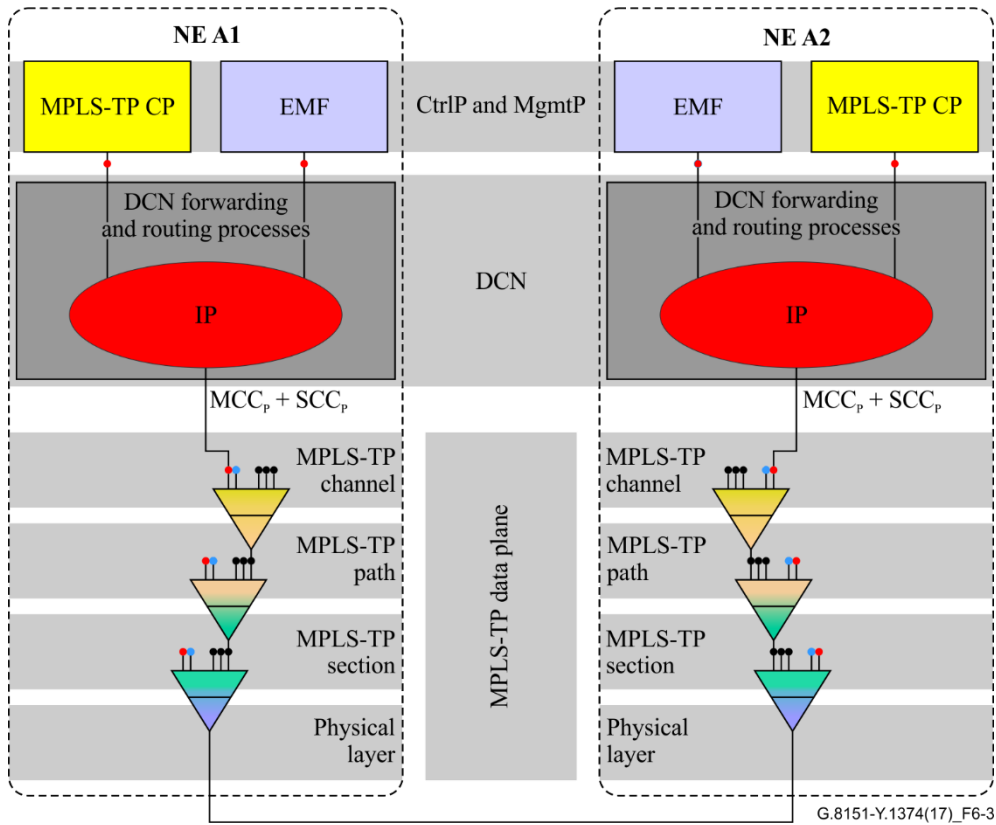 NE A1
NE A2
MPLS-TP CP
EMF
CtrlP and MgmtP
EMF
MPLS-TP CP
DCN forwarding
and routing processes
DCN
DCN forwarding
and routing processes
IP
IP
MCCP + SCCP
MCCP + SCCP
MPLS-TP
channel
MPLS-TP
channel
MPLS-TP
path
MPLS-TP data plane
MPLS-TP
path
MPLS-TP
section
MPLS-TP
section
Physical
layer
Physical
layer
G.8151-Y.1374(17)_F6-3